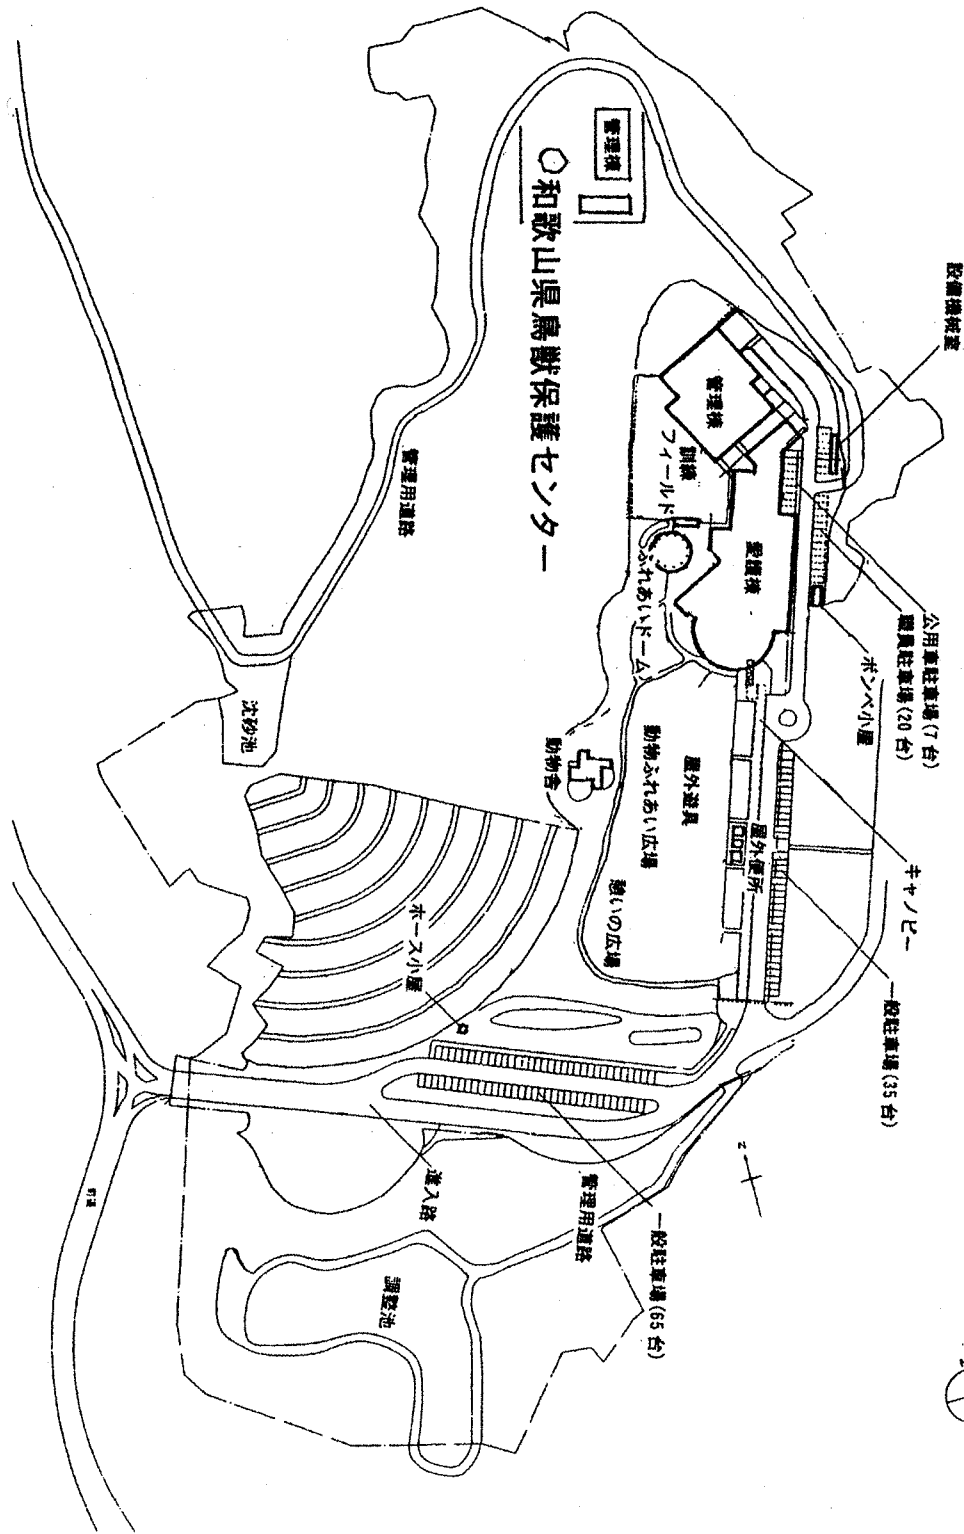 設備機械室
公用車駐車場(7台)
職員駐車場(20台)
ボンベ小屋
キャノピー
一般駐車場(35台)
管理棟
和歌山県鳥獣保護センター
管理棟
訓練
フィールド
愛護棟
ふれあいドーム
屋外便所
屋外遊具
動物ふれあい広場
憩いの広場
動物舎
管理用道路
沈砂池
ホース小屋
進入路
管理用道路
一般駐車場(65台)
調整池